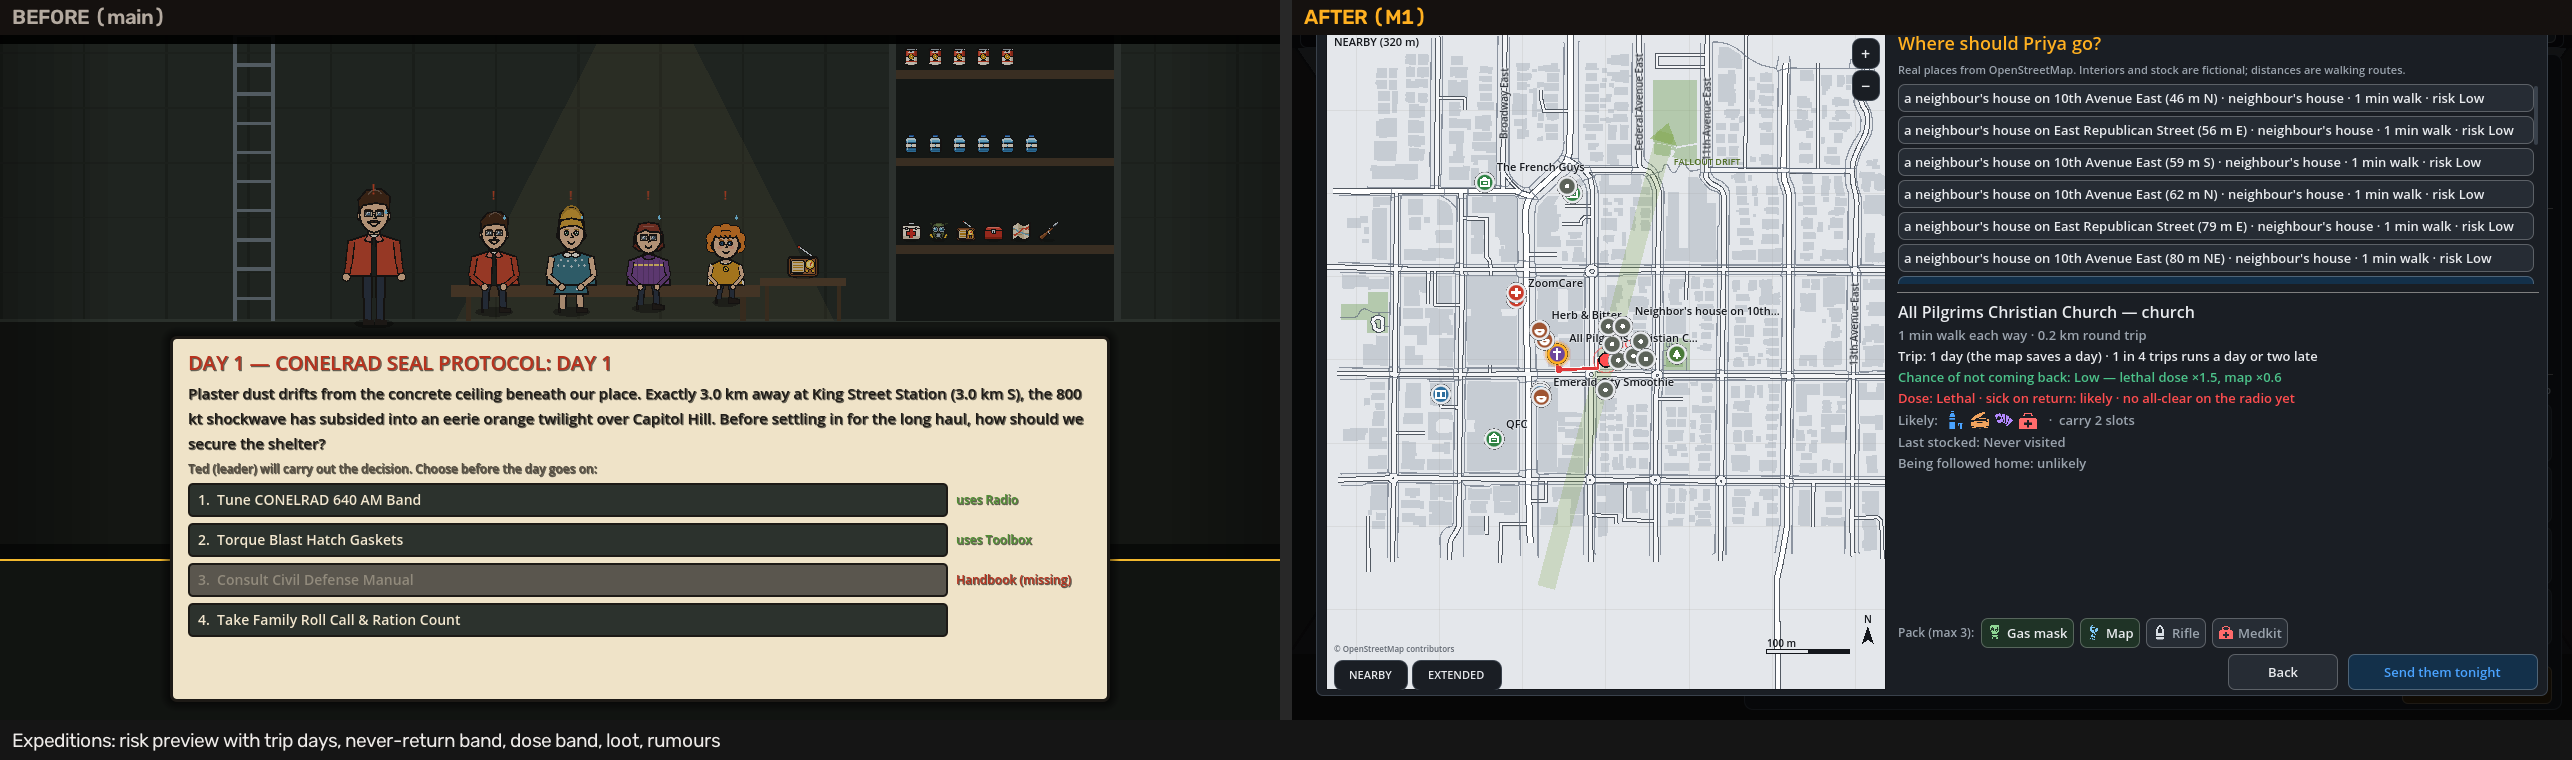 BEFORE (main)
DAY 1 — CONELRAD SEAL PROTOCOL: DAY 1
Plaster dust drifts from the concrete ceiling beneath our place. Exactly 3.0 km away at King Street Station (3.0 km S), the 800
kt shockwave has subsided into an eerie orange twilight over Capitol Hill. Before settling in for the long haul, how should we
secure the shelter?
Ted (leader) will carry out the decision. Choose before the day goes on:
1. Tune CONELRAD 640 AM Band
uses Radio
2. Torque Blast Hatch Gaskets
uses Toolbox
3. Consult Civil Defense Manual
Handbook (missing)
4. Take Family Roll Call & Ration Count
AFTER (M1)
NEARBY (320 m)
+
−
Broadway East
Federal Avenue East
11th Avenue East
FALLOUT DRIFT
The French Guys
ZoomCare
Herb & Bitter
Neighbor's house on 10th...
All Pilgrims Christian C...
13th Avenue East
Emerald City Smoothie
QFC
N
100 m
© OpenStreetMap contributors
NEARBY
EXTENDED
Where should Priya go?
Real places from OpenStreetMap. Interiors and stock are fictional; distances are walking routes.
a neighbour's house on 10th Avenue East (46 m N) · neighbour's house · 1 min walk · risk Low
a neighbour's house on East Republican Street (56 m E) · neighbour's house · 1 min walk · risk Low
a neighbour's house on 10th Avenue East (59 m S) · neighbour's house · 1 min walk · risk Low
a neighbour's house on 10th Avenue East (62 m N) · neighbour's house · 1 min walk · risk Low
a neighbour's house on East Republican Street (79 m E) · neighbour's house · 1 min walk · risk Low
a neighbour's house on 10th Avenue East (80 m NE) · neighbour's house · 1 min walk · risk Low
All Pilgrims Christian Church — church
1 min walk each way · 0.2 km round trip
Trip: 1 day (the map saves a day) · 1 in 4 trips runs a day or two late
Chance of not coming back: Low — lethal dose ×1.5, map ×0.6
Dose: Lethal · sick on return: likely · no all-clear on the radio yet
Likely: · carry 2 slots
Last stocked: Never visited
Being followed home: unlikely
Pack (max 3):
Gas mask
Map
Rifle
Medkit
Back
Send them tonight
Expeditions: risk preview with trip days, never-return band, dose band, loot, rumours